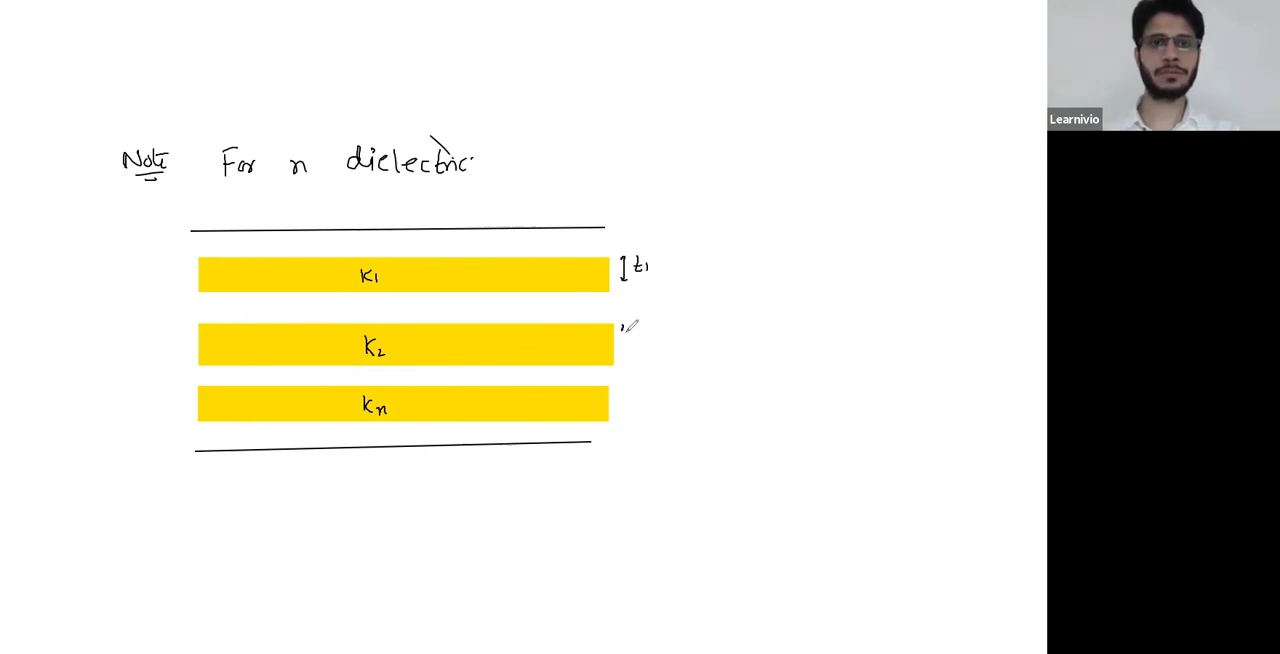 Learnivio
Note For n dielectric
K1
t1
K2
Kn